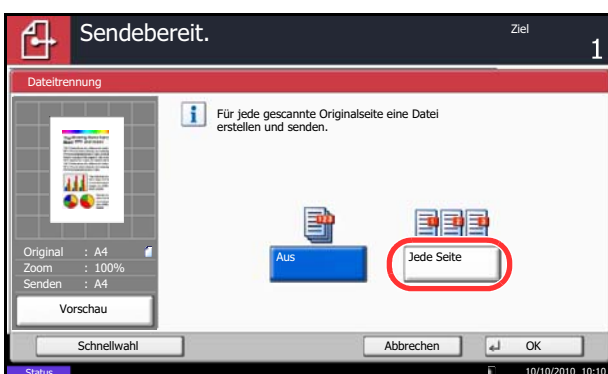 Sendebereit.
Ziel
1
Dateitrennung
Für jede gescannte Originalseite eine Datei
erstellen und senden.
Original : A4
Zoom : 100%
Senden : A4
Aus
Jede Seite
Vorschau
Schnellwahl
Abbrechen
OK
Status
10/10/2010 10:10